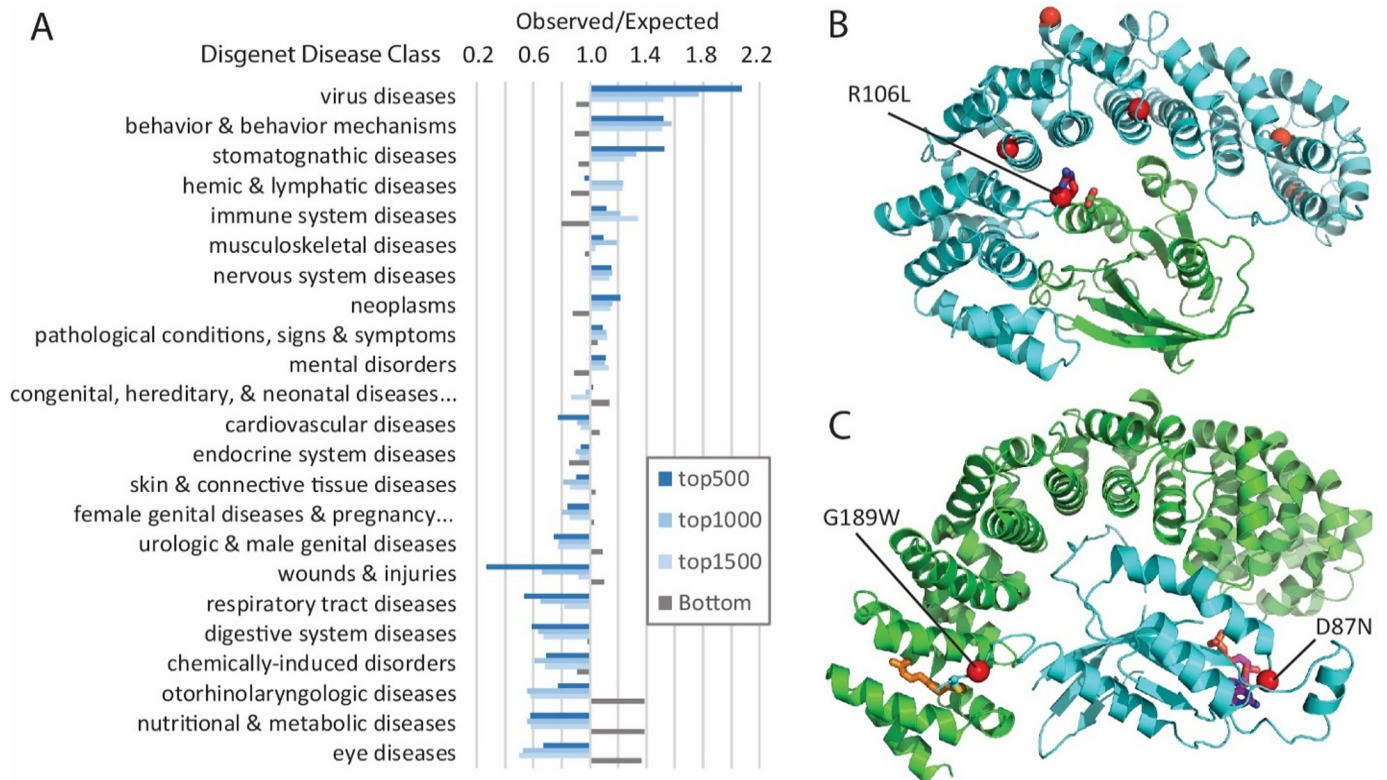 A
Observed/Expected
Disgenet Disease Class
0.2 0.6 1.0 1.4 1.8 2.2
virus diseases
behavior & behavior mechanisms
stomatognathic diseases
hemic & lymphatic diseases
immune system diseases
musculoskeletal diseases
nervous system diseases
neoplasms
pathological conditions, signs & symptoms
mental disorders
congenital, hereditary, & neonatal diseases...
cardiovascular diseases
endocrine system diseases
skin & connective tissue diseases
female genital diseases & pregnancy...
urologic & male genital diseases
wounds & injuries
respiratory tract diseases
digestive system diseases
chemically-induced disorders
otorhinolaryngologic diseases
nutritional & metabolic diseases
eye diseases
top500
top1000
top1500
Bottom
B
R106L
C
G189W
D87N